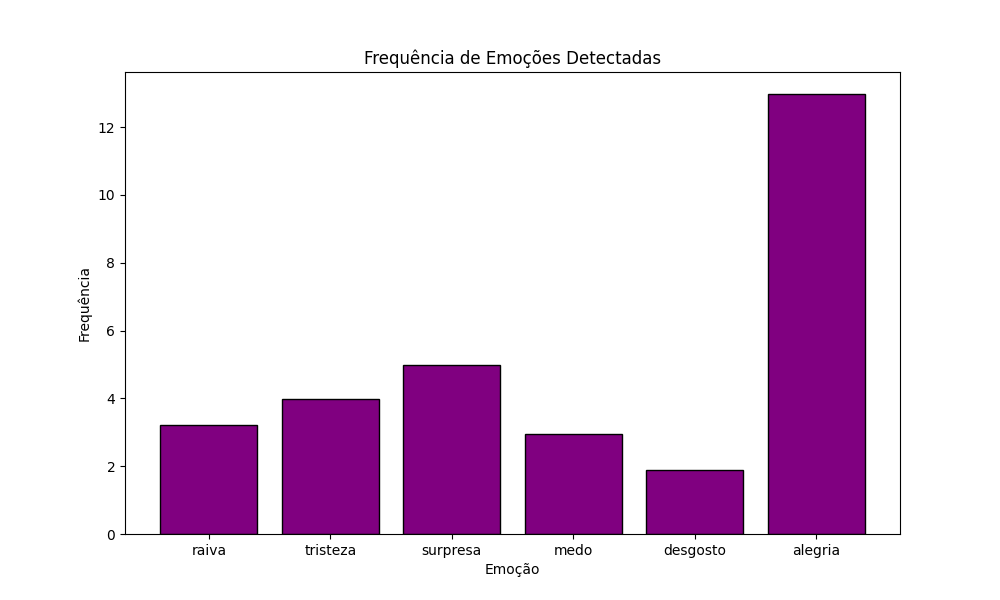 Frequência de Emoções Detectadas
Frequência
12
10
8
6
4
2
0
raiva tristeza surpresa medo desgosto alegria
Emoção